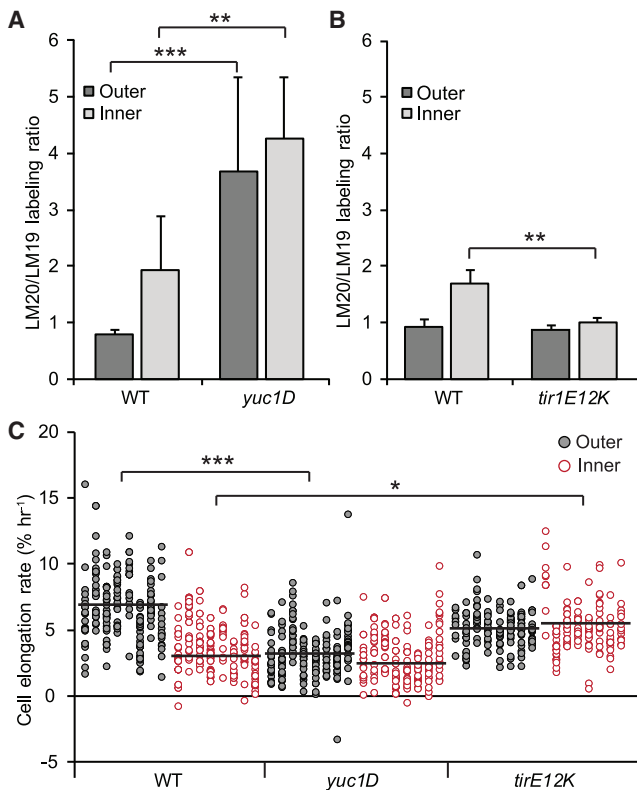 A
LM20/LM19 labeling ratio
6
5
4
3
2
1
0
***
**
Outer
Inner
WT
yuc1D
B
LM20/LM19 labeling ratio
6
5
4
3
2
1
0
Outer
Inner
**
WT
tir1E12K
C
Cell elongation rate (% hr⁻¹)
20
15
10
5
0
-5
***
*
Outer
Inner
WT
yuc1D
tirE12K